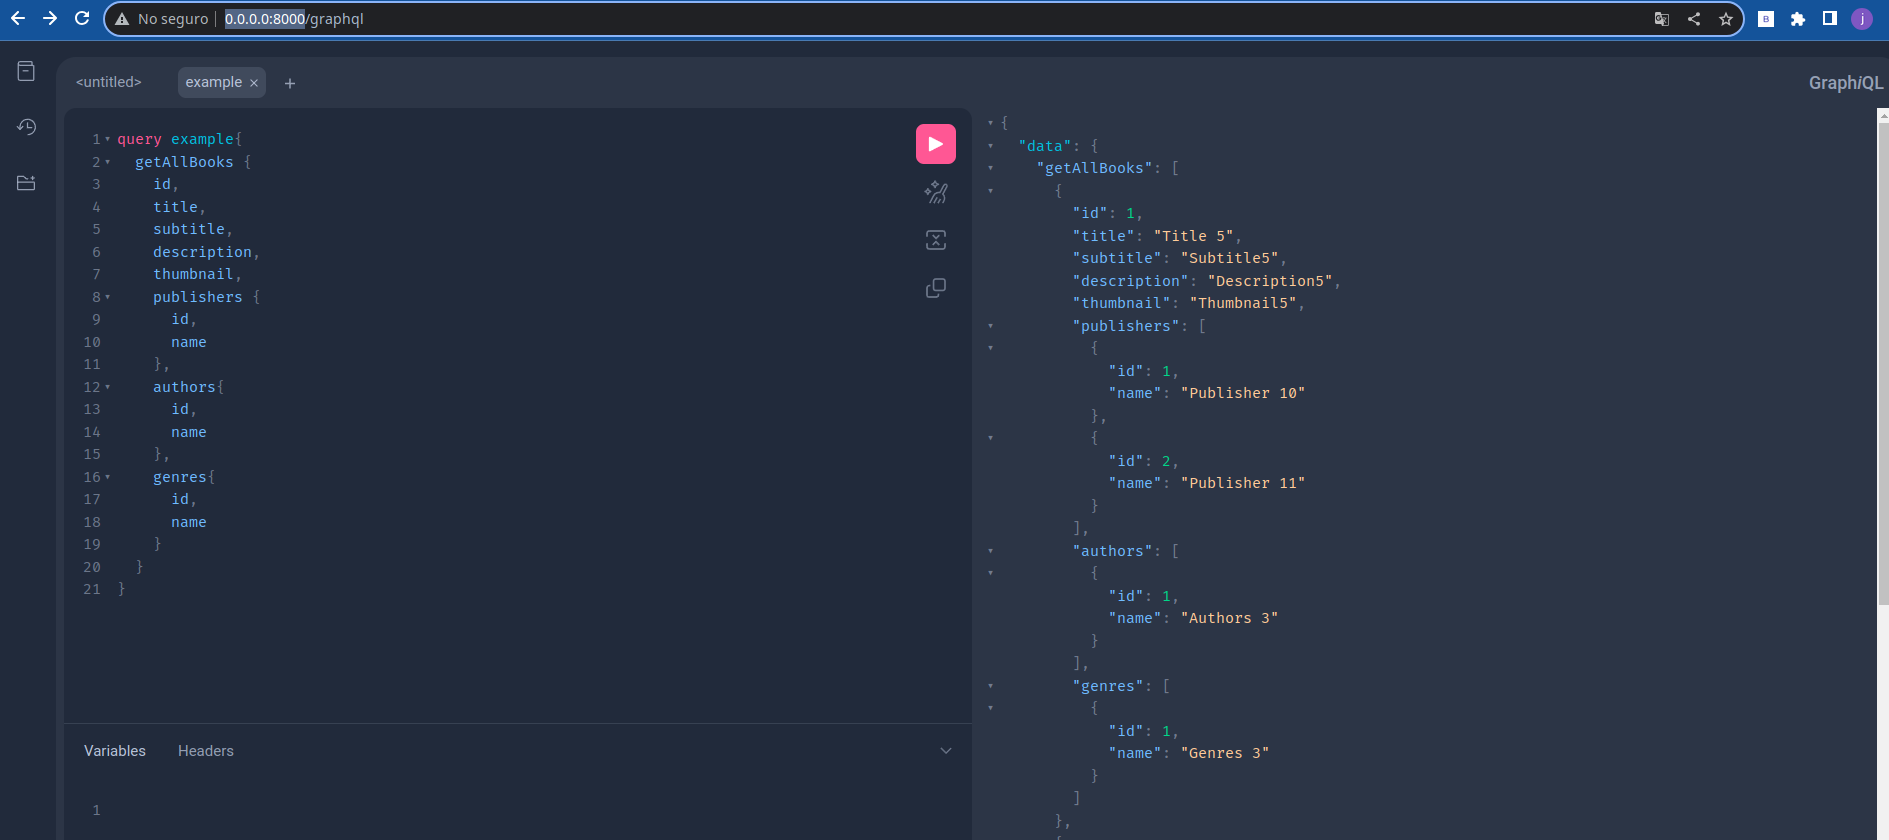 No seguro | 0.0.0.0:8000/graphql
B
j
<untitled>
example ×
+
GraphiQL
1 query example{
2 getAllBooks {
3 id,
4 title,
5 subtitle,
6 description,
7 thumbnail,
8 publishers {
9 id,
10 name
11 },
12 authors{
13 id,
14 name
15 },
16 genres{
17 id,
18 name
19 }
20 }
21 }
Variables
Headers
1
{
"data": {
"getAllBooks": [
{
"id": 1,
"title": "Title 5",
"subtitle": "Subtitle5",
"description": "Description5",
"thumbnail": "Thumbnail5",
"publishers": [
{
"id": 1,
"name": "Publisher 10"
},
{
"id": 2,
"name": "Publisher 11"
}
],
"authors": [
{
"id": 1,
"name": "Authors 3"
}
],
"genres": [
{
"id": 1,
"name": "Genres 3"
}
]
},
{